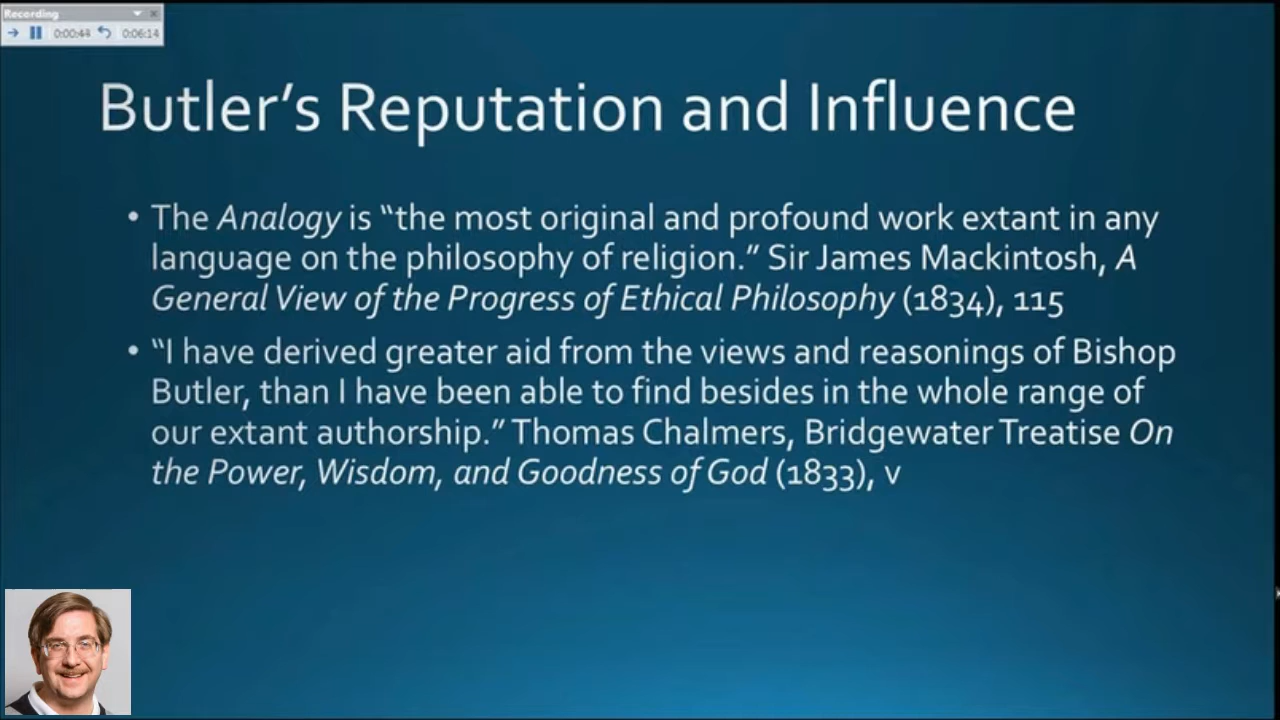 Recording
0:00:44 0:06:14
Butler’s Reputation and Influence
• The Analogy is “the most original and profound work extant in any
language on the philosophy of religion.” Sir James Mackintosh, A
General View of the Progress of Ethical Philosophy (1834), 115
• “I have derived greater aid from the views and reasonings of Bishop
Butler, than I have been able to find besides in the whole range of
our extant authorship.” Thomas Chalmers, Bridgewater Treatise On
the Power, Wisdom, and Goodness of God (1833), v